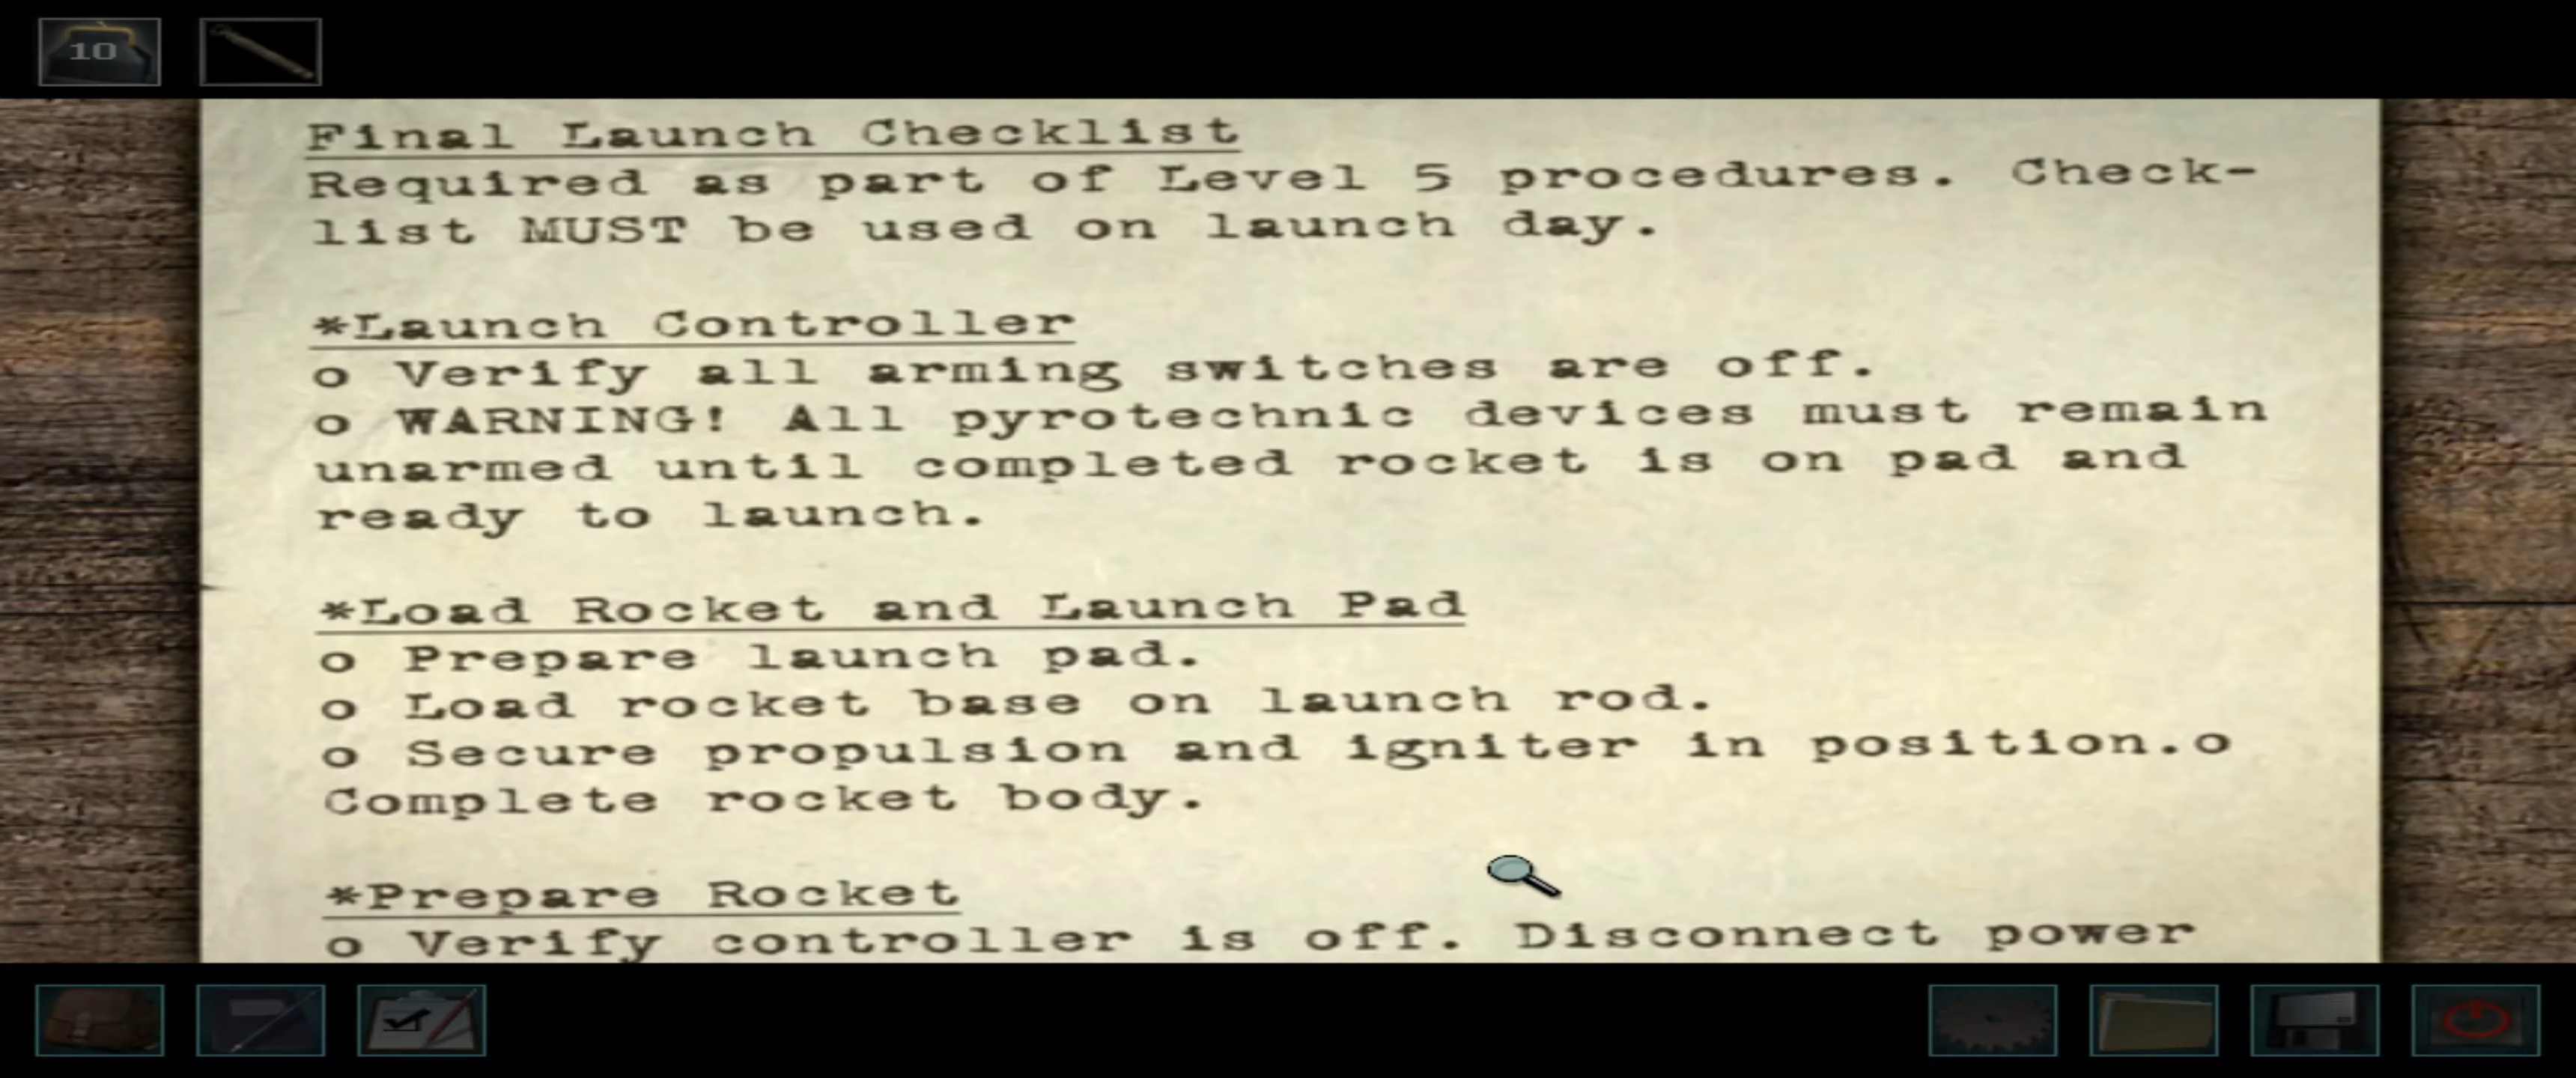 10
Final Launch Checklist
Required as part of Level 5 procedures. Check-
list MUST be used on launch day.
*Launch Controller
o Verify all arming switches are off.
o WARNING! All pyrotechnic devices must remain
unarmed until completed rocket is on pad and
ready to launch.
*Load Rocket and Launch Pad
o Prepare launch pad.
o Load rocket base on launch rod.
o Secure propulsion and igniter in position.o
Complete rocket body.
*Prepare Rocket
o Verify controller is off. Disconnect power